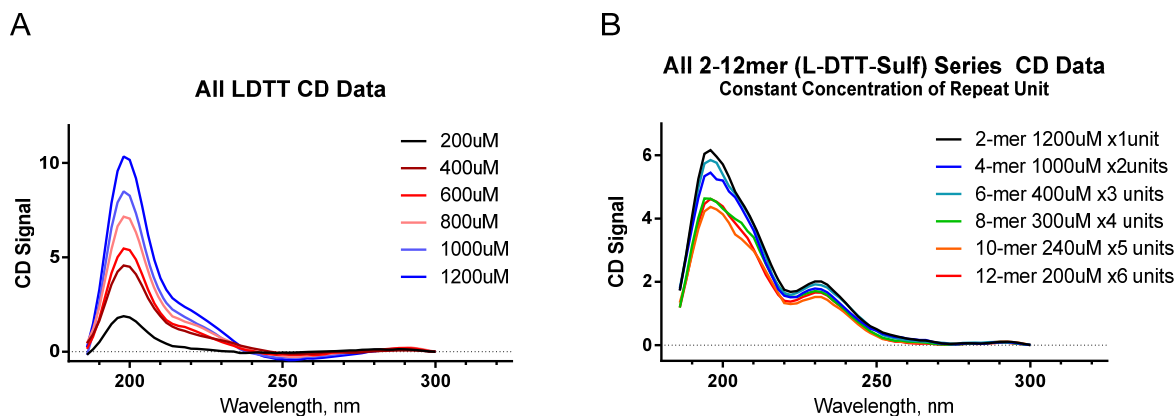 A
All LDTT CD Data
CD Signal
10
5
0
200
250
300
Wavelength, nm
200uM
400uM
600uM
800uM
1000uM
1200uM
B
All 2-12mer (L-DTT-Sulf) Series  CD Data
Constant Concentration of Repeat Unit
CD Signal
6
4
2
0
200
250
300
Wavelength, nm
2-mer 1200uM x1unit
4-mer 1000uM x2units
6-mer 400uM x3 units
8-mer 300uM x4 units
10-mer 240uM x5 units
12-mer 200uM x6 units